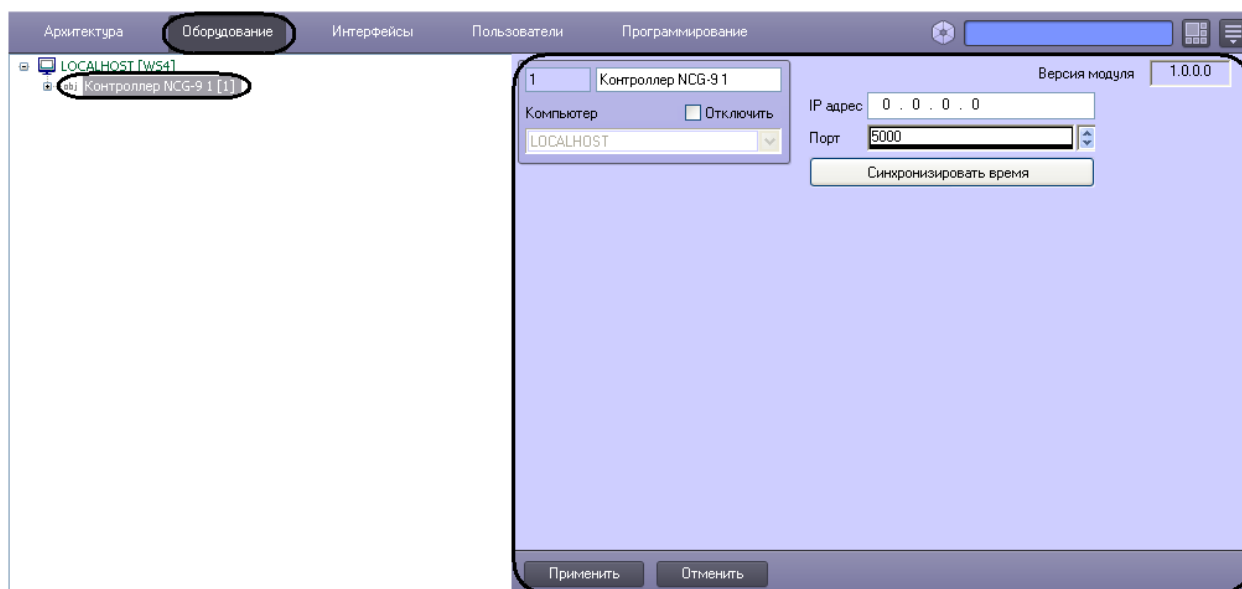 Архитектура Оборудование Интерфейсы Пользователи Программирование
LOCALHOST [WS4]
obj Контроллер NCG-9 1 [1]
1 Контроллер NCG-9 1
Компьютер Отключить
LOCALHOST
Версия модуля 1.0.0.0
IP адрес 0 . 0 . 0 . 0
Порт 5000
Синхронизировать время
Применить Отменить